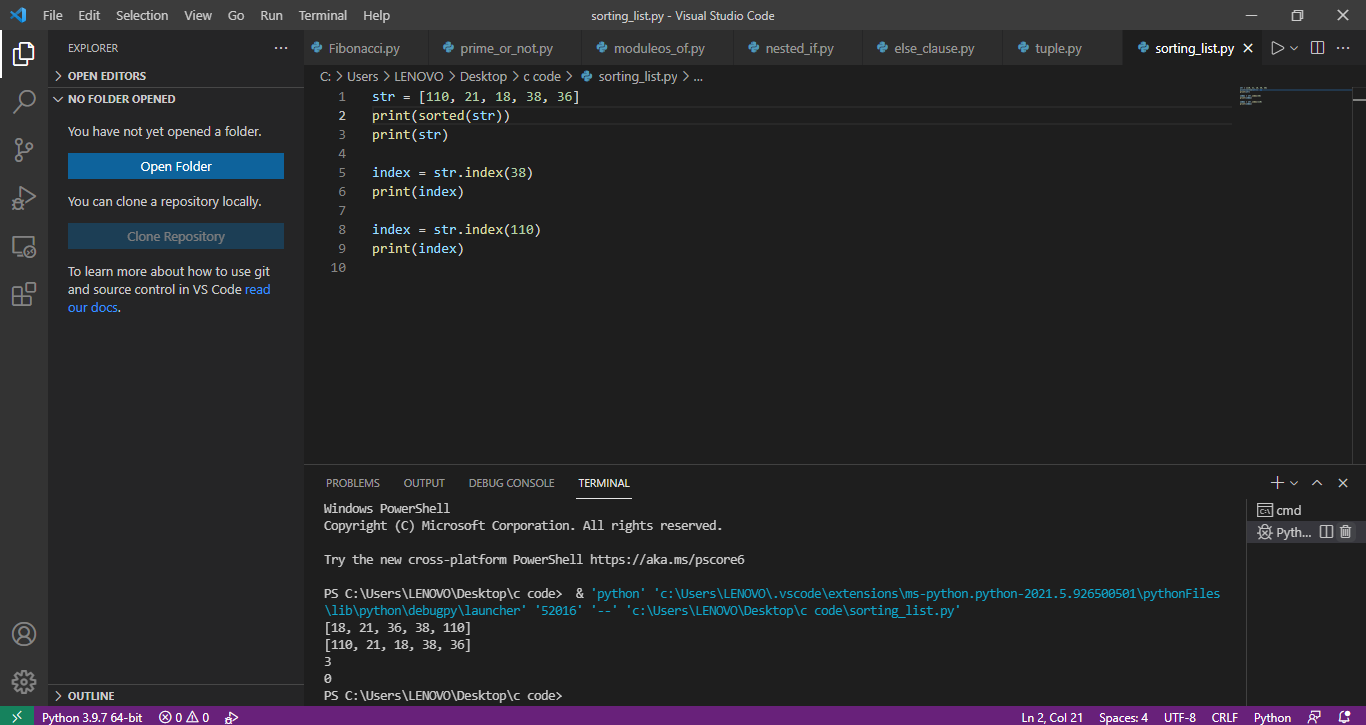 File Edit Selection View Go Run Terminal Help
sorting_list.py - Visual Studio Code
EXPLORER
OPEN EDITORS
NO FOLDER OPENED
You have not yet opened a folder.
Open Folder
You can clone a repository locally.
Clone Repository
To learn more about how to use git
and source control in VS Code read
our docs.
OUTLINE
Fibonacci.py prime_or_not.py moduleos_of.py nested_if.py else_clause.py tuple.py sorting_list.py
C: > Users > LENOVO > Desktop > c code > sorting_list.py > ...
1 str = [110, 21, 18, 38, 36]
2 print(sorted(str))
3 print(str)
4
5 index = str.index(38)
6 print(index)
7
8 index = str.index(110)
9 print(index)
10
PROBLEMS OUTPUT DEBUG CONSOLE TERMINAL
Windows PowerShell
Copyright (C) Microsoft Corporation. All rights reserved.
Try the new cross-platform PowerShell https://aka.ms/pscore6
PS C:\Users\LENOVO\Desktop\c code> & 'python' 'c:\Users\LENOVO\.vscode\extensions\ms-python.python-2021.5.926500501\pythonFiles
\lib\python\debugpy\launcher' '52016' '--' 'c:\Users\LENOVO\Desktop\c code\sorting_list.py'
[18, 21, 36, 38, 110]
[110, 21, 18, 38, 36]
3
0
PS C:\Users\LENOVO\Desktop\c code>
cmd
Pyth...
Python 3.9.7 64-bit 0 0 Ln 2, Col 21 Spaces: 4 UTF-8 CRLF Python